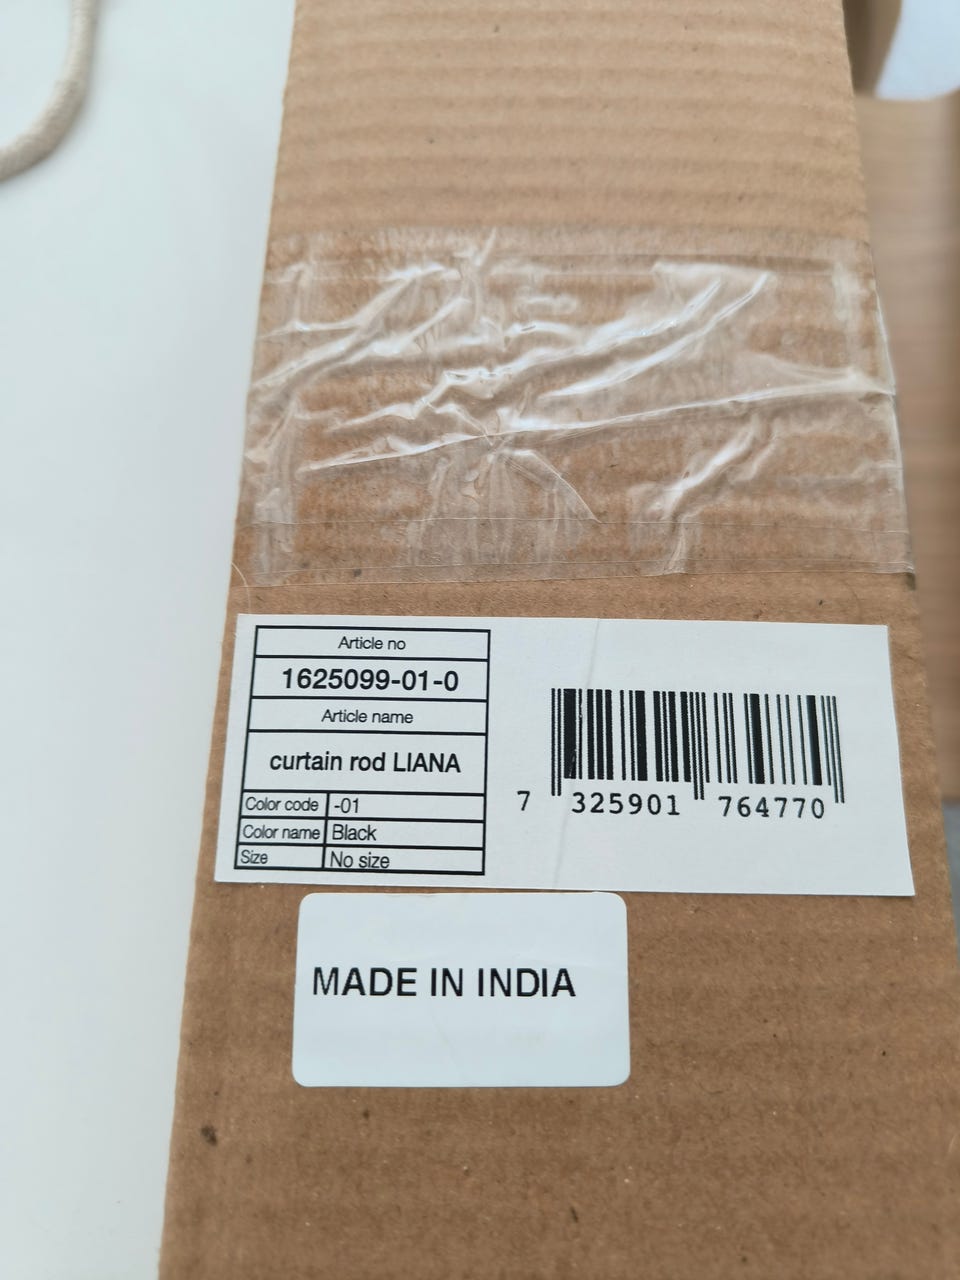 Article no
1625099-01-0
Article name
curtain rod LIANA
Color code -01
Color name Black
Size No size
7 325901 764770
MADE IN INDIA